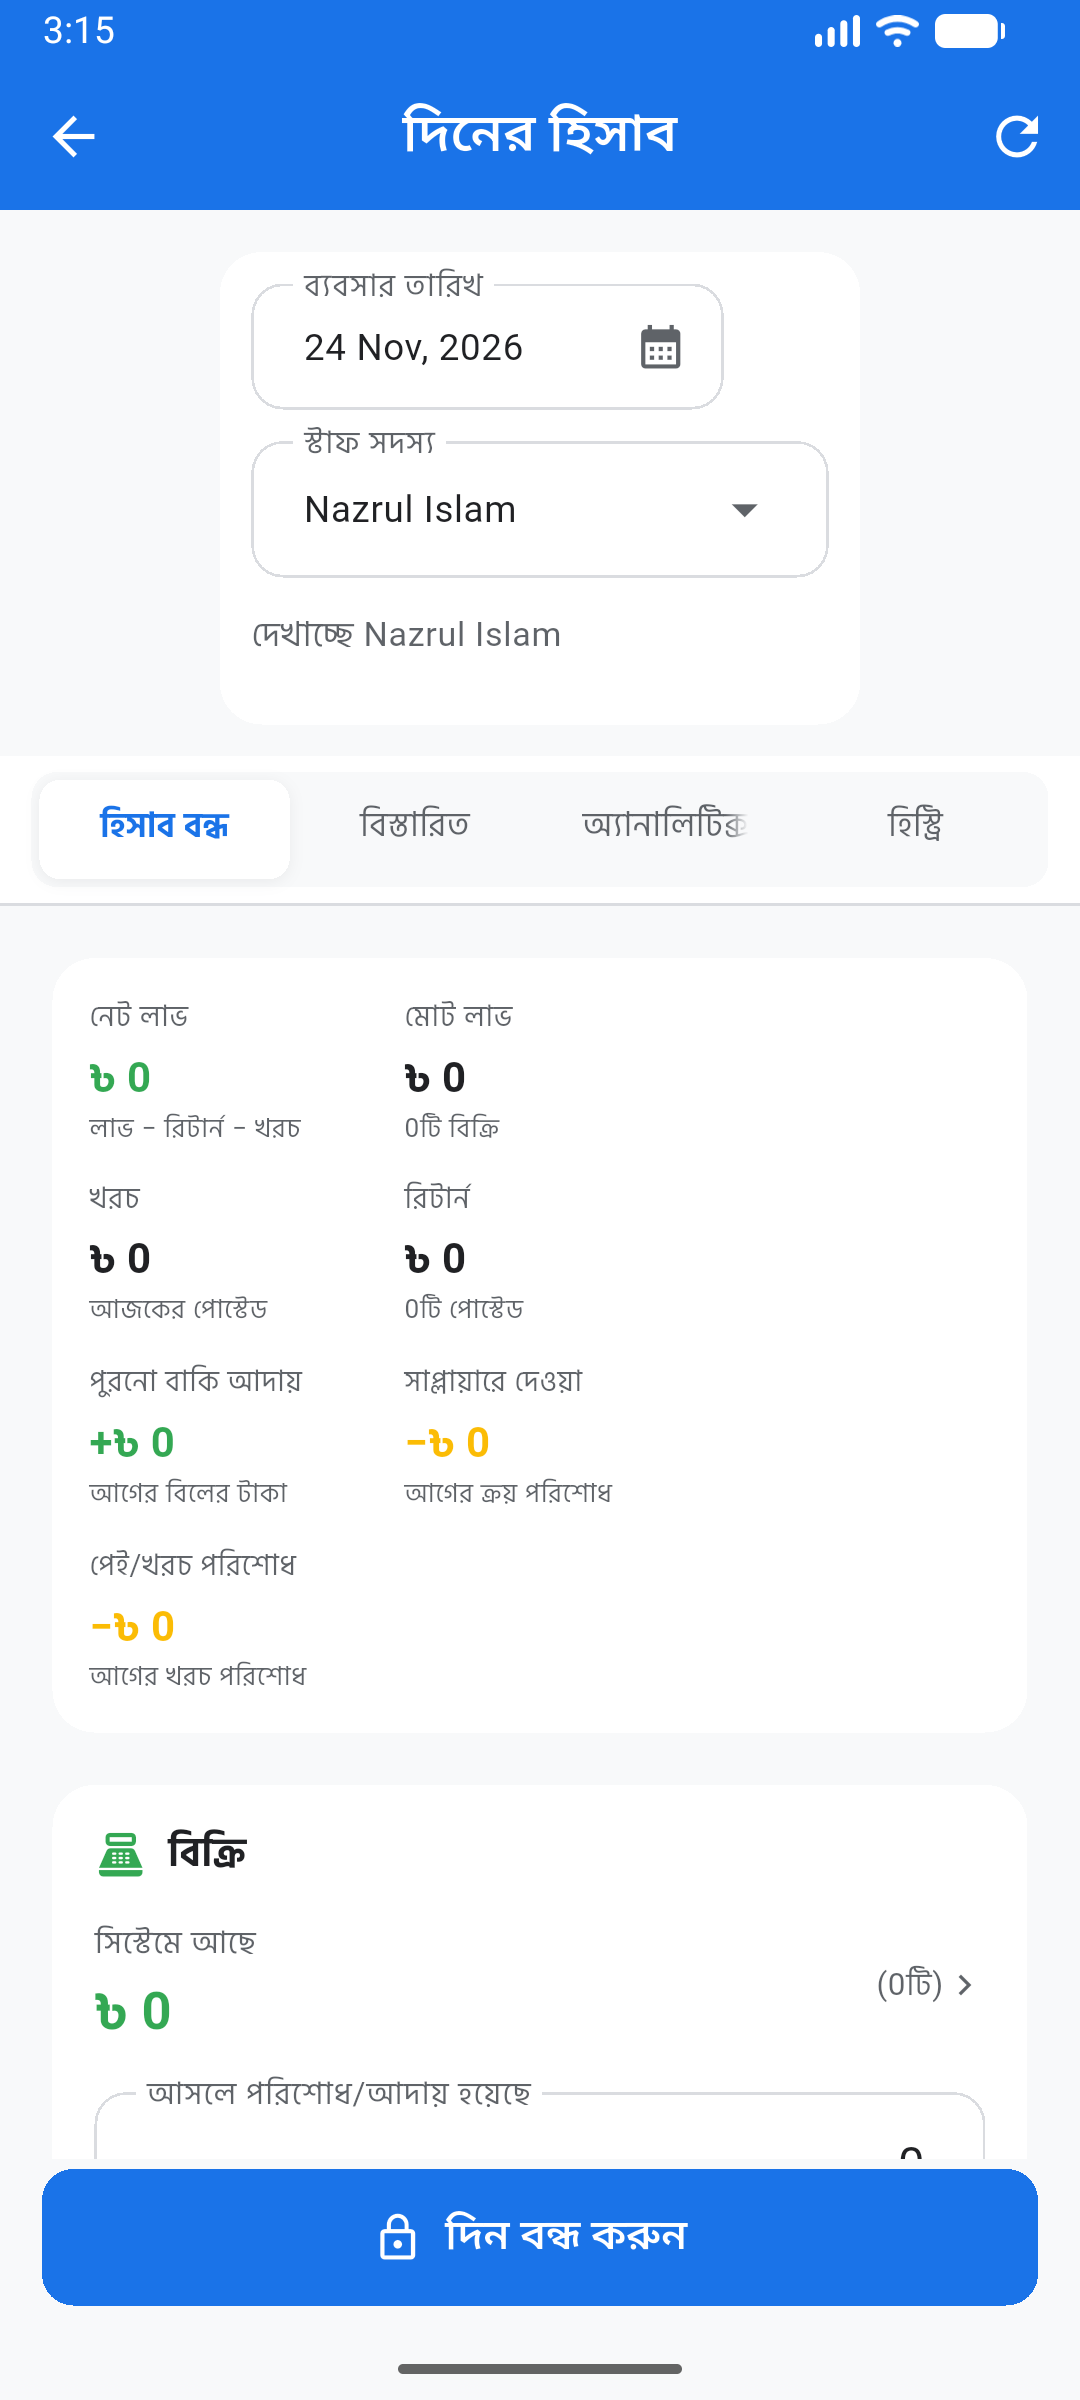 3:15
দিনের হিসাব
ব্যবসার তারিখ
24 Nov, 2026
স্টাফ সদস্য
Nazrul Islam
দেখাচ্ছে Nazrul Islam
হিসাব বন্ধ বিস্তারিত অ্যানালিটিক্স হিস্ট্রি
নেট লাভ মোট লাভ
৳ 0 ৳ 0
লাভ − রিটার্ন − খরচ 0টি বিক্রি
খরচ রিটার্ন
৳ 0 ৳ 0
আজকের পোস্টেড 0টি পোস্টেড
পুরনো বাকি আদায় সাপ্লায়ারে দেওয়া
+৳ 0 −৳ 0
আগের বিলের টাকা আগের ক্রয় পরিশোধ
পেই/খরচ পরিশোধ
−৳ 0
আগের খরচ পরিশোধ
বিক্রি
সিস্টেমে আছে
৳ 0
(0টি)
আসলে পরিশোধ/আদায় হয়েছে
দিন বন্ধ করুন